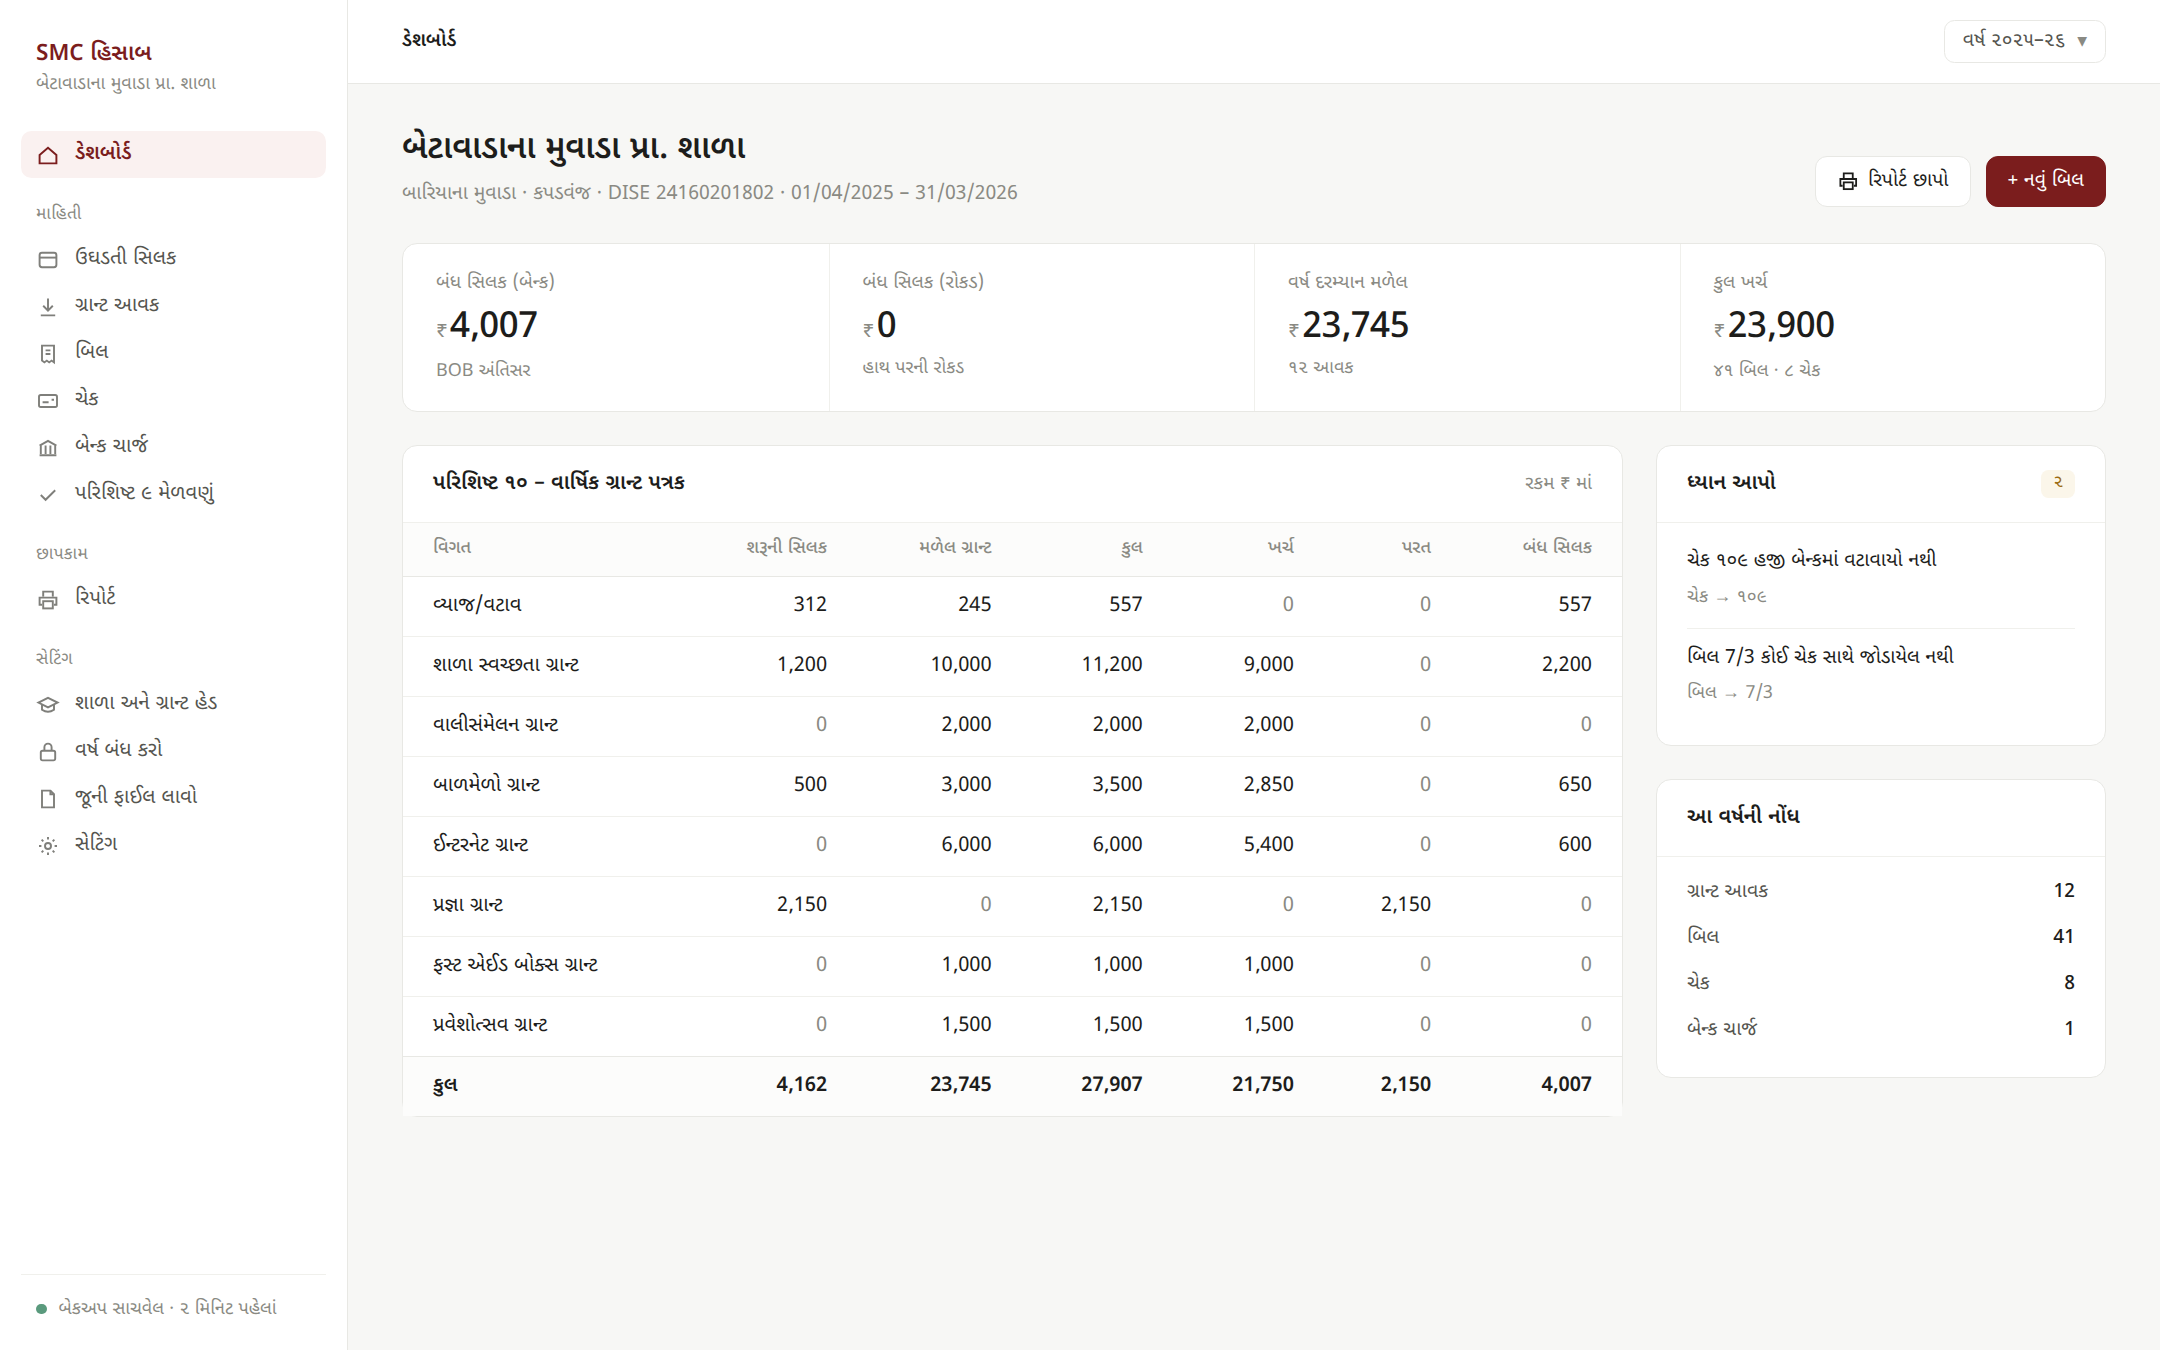 SMC હિસાબ
બેટાવાડાના મુવાડા પ્રા. શાળા
ડેશબોર્ડ
માહિતી
ઉઘડતી સિલક
ગ્રાન્ટ આવક
બિલ
ચેક
બેન્ક ચાર્જ
પરિશિષ્ટ ૯ મેળવણું
છાપકામ
રિપોર્ટ
સેટિંગ
શાળા અને ગ્રાન્ટ હેડ
વર્ષ બંધ કરો
જૂની ફાઈલ લાવો
સેટિંગ
બેકઅપ સાચવેલ · ૨ મિનિટ પહેલાં
ડેશબોર્ડ
વર્ષ ૨૦૨૫–૨૬ ▼
બેટાવાડાના મુવાડા પ્રા. શાળા
બારિયાના મુવાડા · કપડવંજ · DISE 24160201802 · 01/04/2025 – 31/03/2026
રિપોર્ટ છાપો
+ નવું બિલ
બંધ સિલક (બેન્ક)
₹4,007
BOB અંતિસર
બંધ સિલક (રોકડ)
₹0
હાથ પરની રોકડ
વર્ષ દરમ્યાન મળેલ
₹23,745
૧૨ આવક
કુલ ખર્ચ
₹23,900
૪૧ બિલ · ૮ ચેક
પરિશિષ્ટ ૧૦ – વાર્ષિક ગ્રાન્ટ પત્રક
રકમ ₹ માં
વિગત શરૂની સિલક મળેલ ગ્રાન્ટ કુલ ખર્ચ પરત બંધ સિલક
વ્યાજ/વટાવ 312 245 557 0 0 557
શાળા સ્વચ્છતા ગ્રાન્ટ 1,200 10,000 11,200 9,000 0 2,200
વાલીસંમેલન ગ્રાન્ટ 0 2,000 2,000 2,000 0 0
બાળમેળો ગ્રાન્ટ 500 3,000 3,500 2,850 0 650
ઈન્ટરનેટ ગ્રાન્ટ 0 6,000 6,000 5,400 0 600
પ્રજ્ઞા ગ્રાન્ટ 2,150 0 2,150 0 2,150 0
ફસ્ટ એઈડ બોક્સ ગ્રાન્ટ 0 1,000 1,000 1,000 0 0
પ્રવેશોત્સવ ગ્રાન્ટ 0 1,500 1,500 1,500 0 0
કુલ 4,162 23,745 27,907 21,750 2,150 4,007
ધ્યાન આપો ૨
ચેક ૧૦૯ હજી બેન્કમાં વટાવાયો નથી
ચેક → ૧૦૯
બિલ 7/3 કોઈ ચેક સાથે જોડાયેલ નથી
બિલ → 7/3
આ વર્ષની નોંધ
ગ્રાન્ટ આવક 12
બિલ 41
ચેક 8
બેન્ક ચાર્જ 1